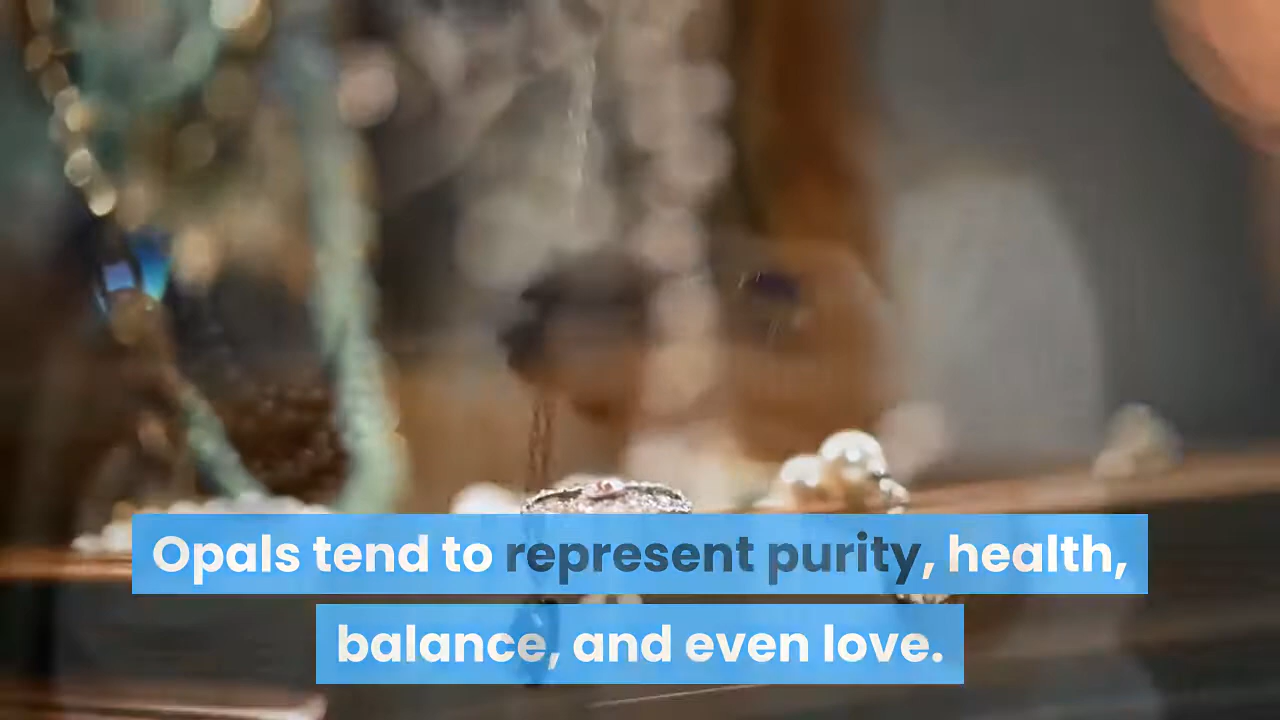 Opals tend to represent purity, health,
balance, and even love.